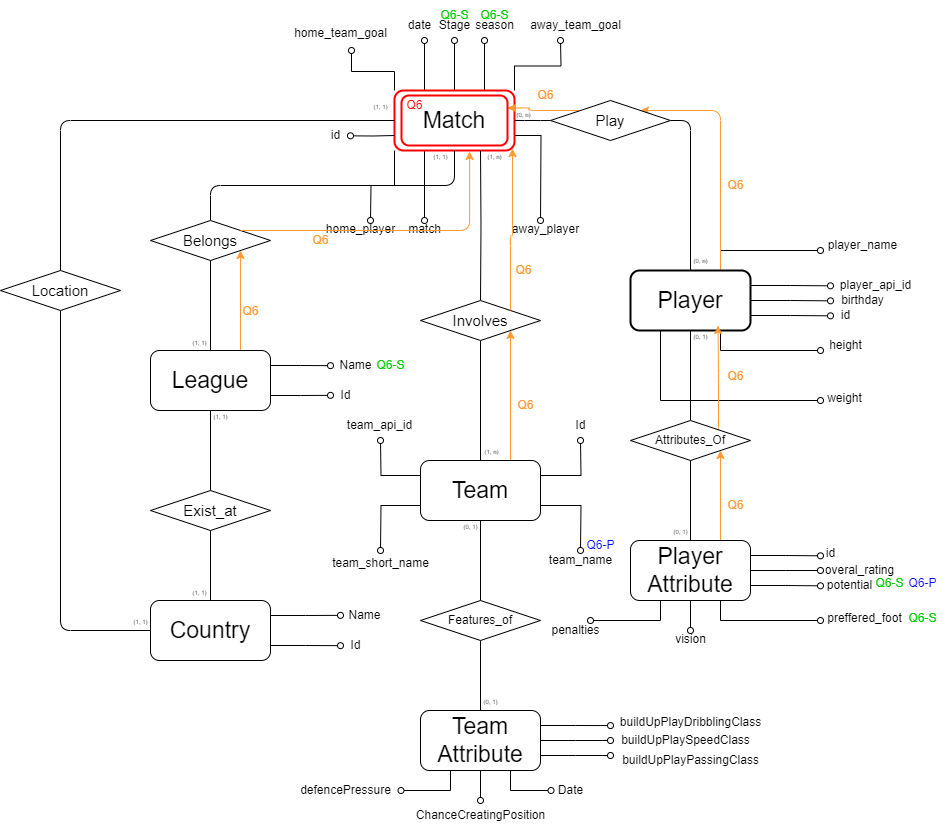 Q6-S Q6-S
home_team_goal date Stage season away_team_goal
Q6
(1, 1) Q6 (0, n)
Match Play
id
(1, 1) (1, n)
Q6
home_player match away_player
Belongs Q6
player_name
(0, n)
Q6
Location Player player_api_id
birthday
id
Q6 Involves
(1, 1) (0, 1) height
League Name Q6-S
Q6
Id weight
Q6
(1, 1)
team_api_id Id
(1, n) Attributes_Of
Team
Exist_at Q6
(0, 1) (0, 1)
Q6-P
team_short_name team_name
Player
Attribute
id
overal_rating
potential Q6-S Q6-P
(1, 1)
Country Name
(1, 1) Features_of penalties vision preffered_foot Q6-S
Id
(0, 1)
Team
Attribute
buildUpPlayDribblingClass
buildUpPlaySpeedClass
buildUpPlayPassingClass
defencePressure Date
ChanceCreatingPosition